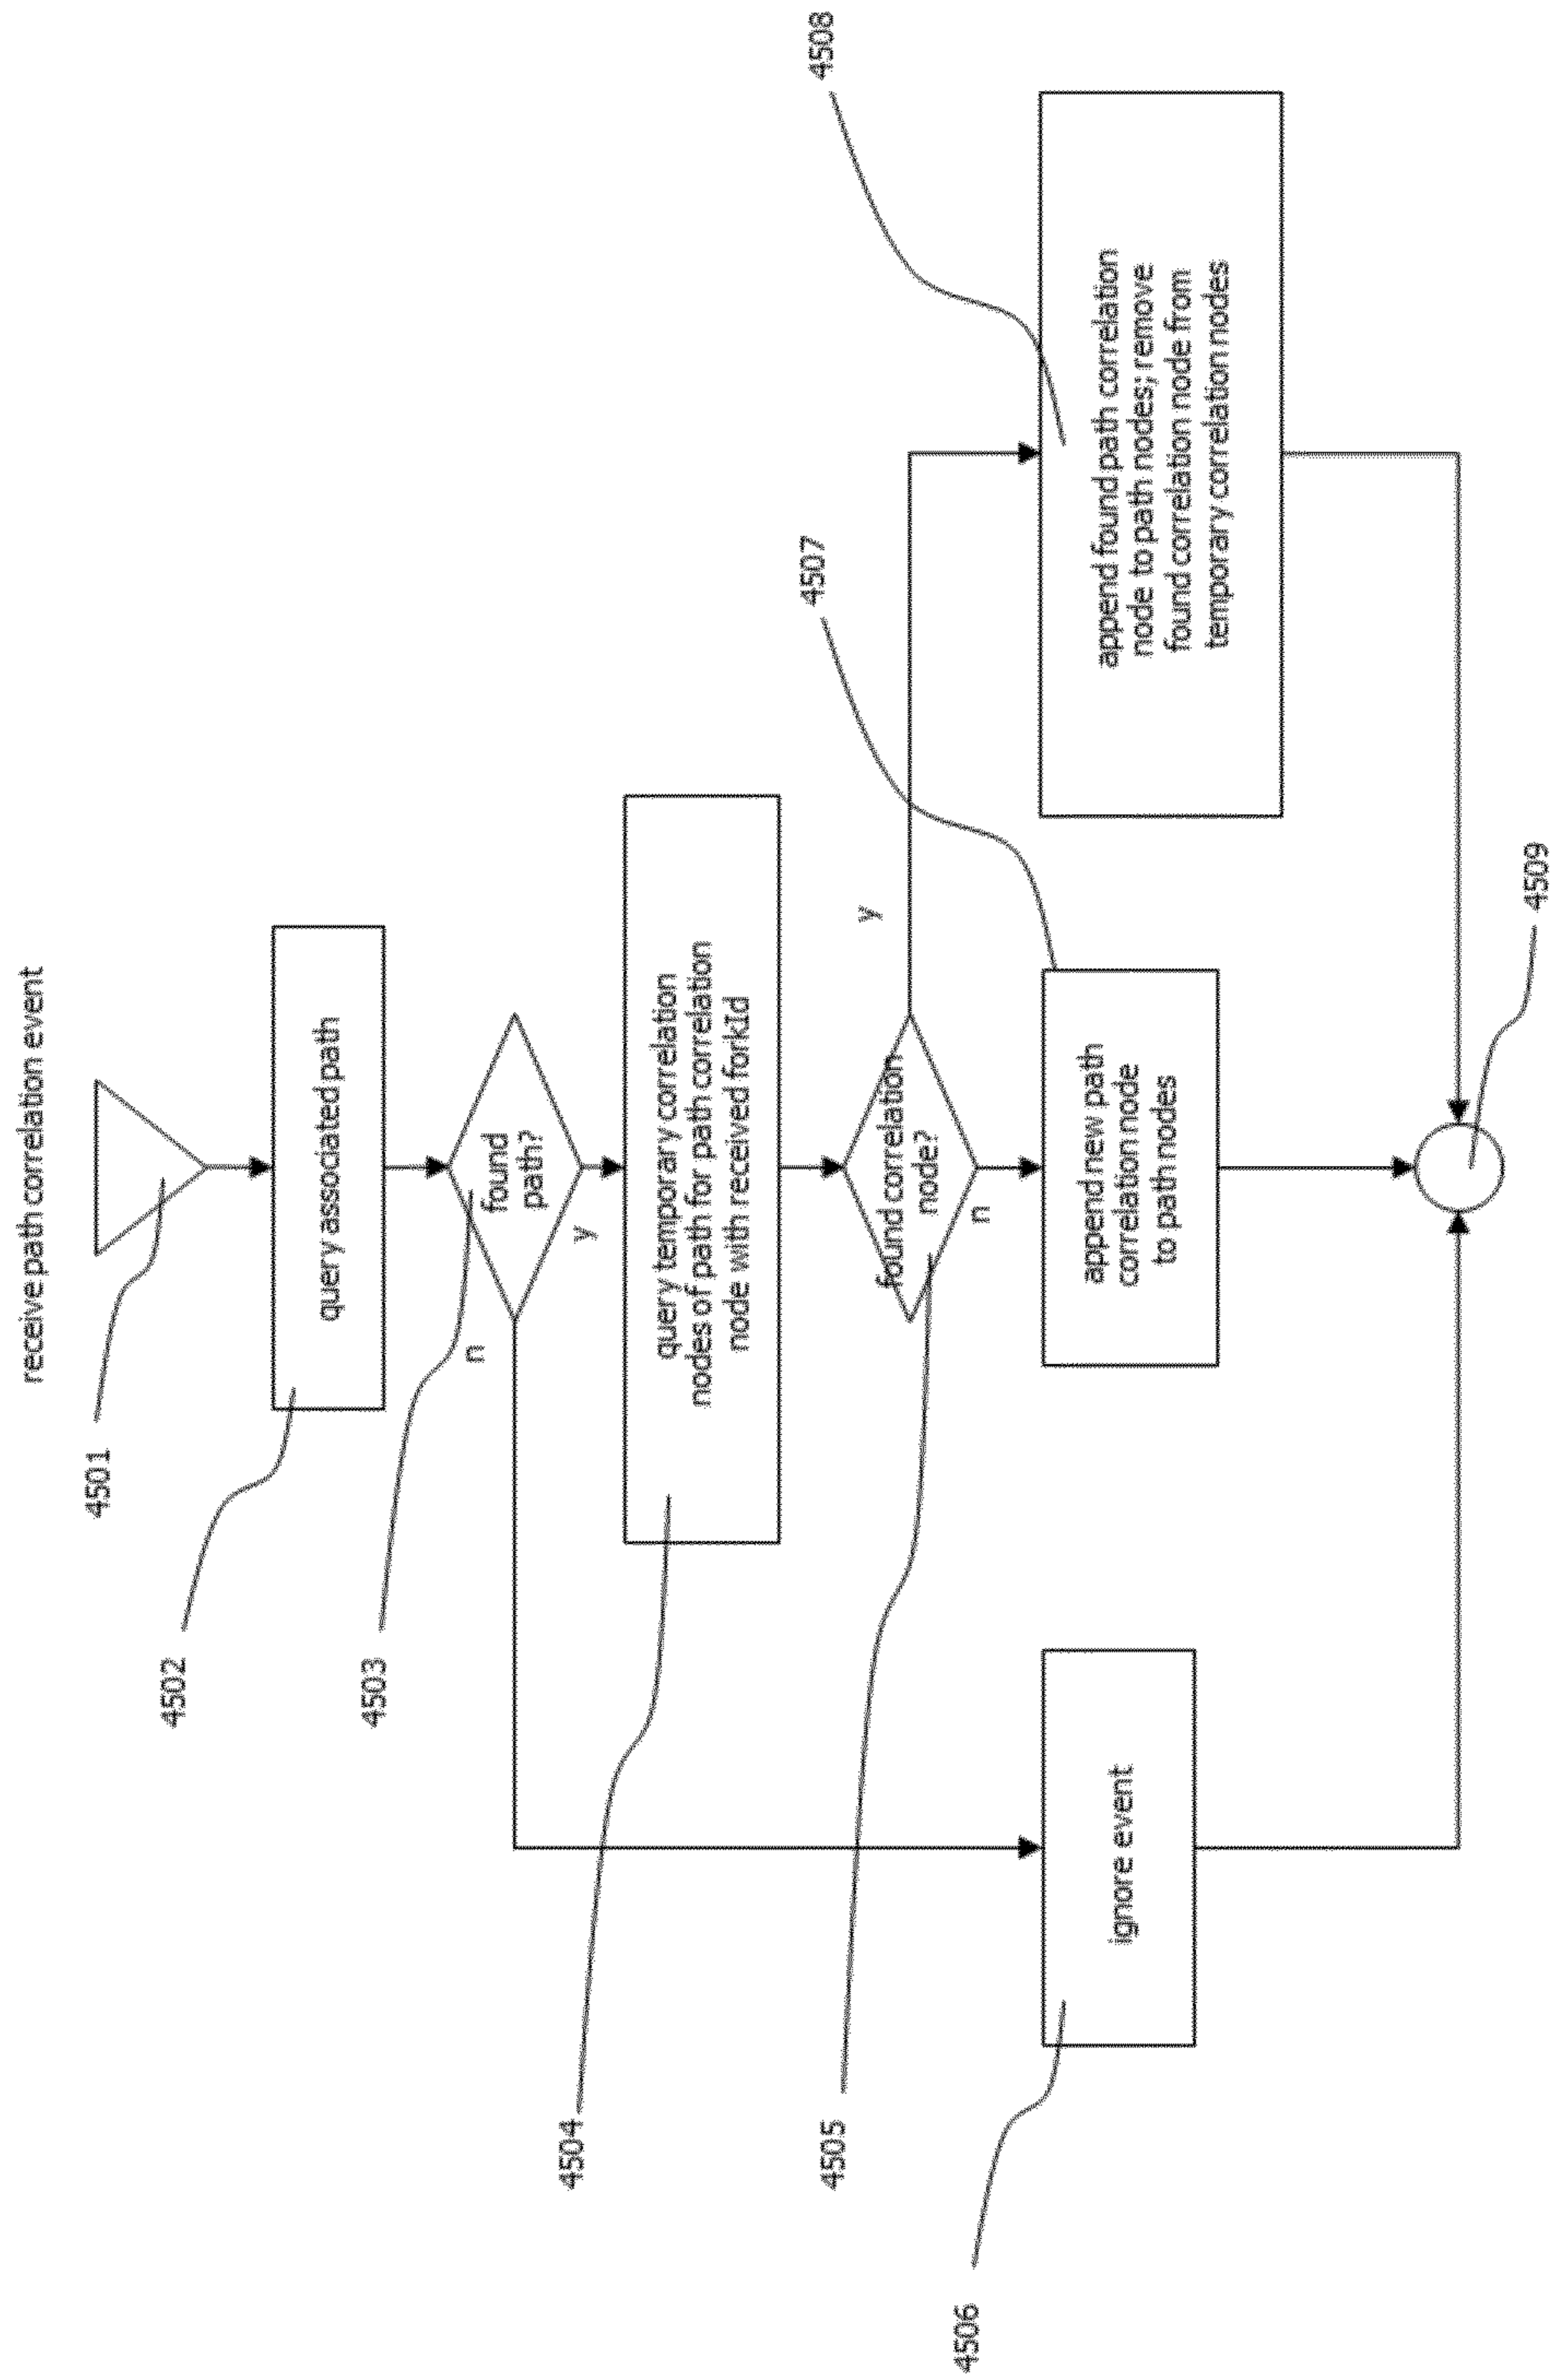 receive path correlation event
4501
4502
query associated path
4503
found
path?
n
y
4504
query temporary correlation
nodes of path for path correlation
node with received forkId
4505
found correlation
node?
y
n
4506
ignore event
4507
append new path
correlation node
to path nodes
4508
append found path correlation
node to path nodes; remove
found correlation node from
temporary correlation nodes
4509